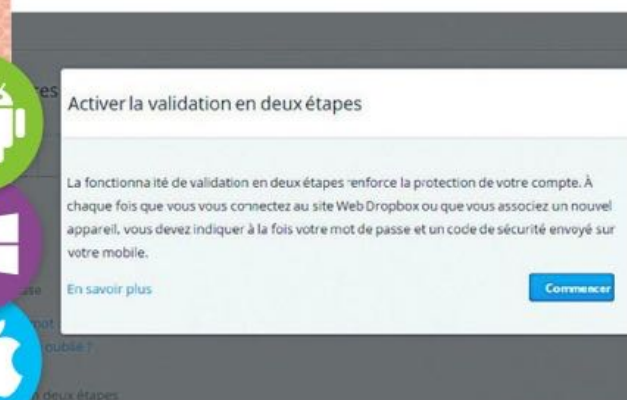 Activer la validation en deux étapes
La fonctionna ité de validation en deux étapes renforce la protection de votre compte. À
chaque fois que vous vous connectez au site Web Dropbox ou que vous associez un nouvel
appareil, vous devez indiquer à la fois votre mot de passe et un code de sécurité envoyé sur
votre mobile.
En savoir plus
Commencer
mot
oublié ?
deux étapes